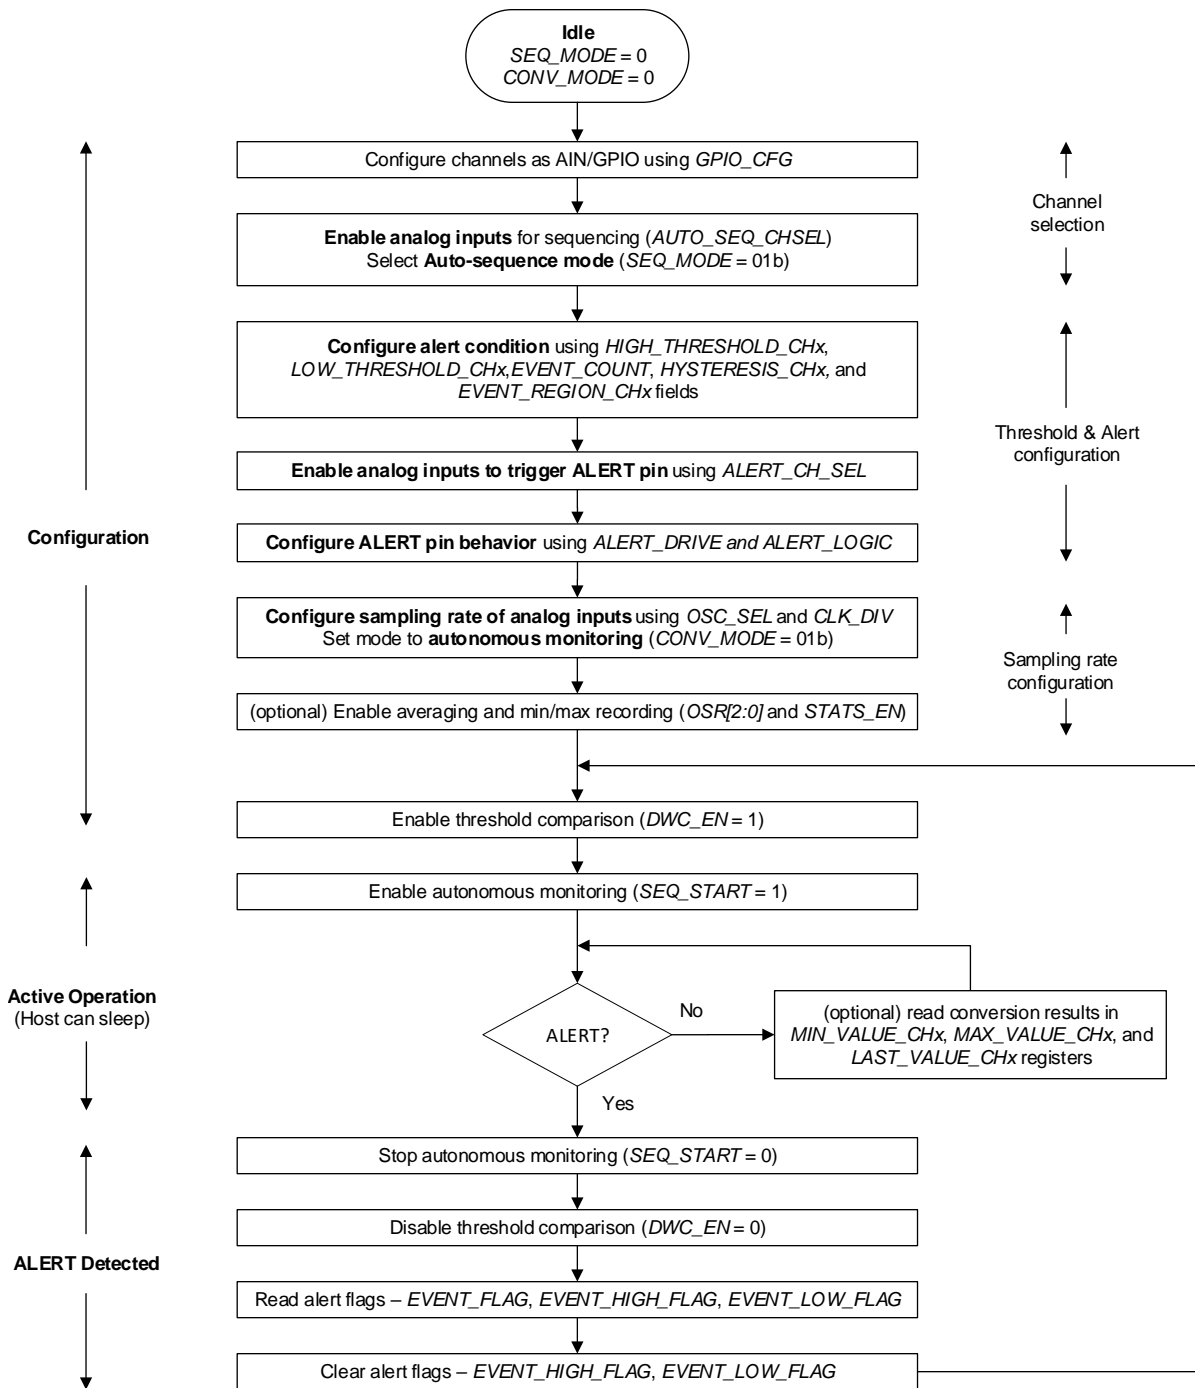 Idle
SEQ_MODE = 0
CONV_MODE = 0
Configure channels as AIN/GPIO using GPIO_CFG
Channel
selection
Enable analog inputs for sequencing (AUTO_SEQ_CHSEL)
Select Auto-sequence mode (SEQ_MODE = 01b)
Configure alert condition using HIGH_THRESHOLD_CHx,
LOW_THRESHOLD_CHx,EVENT_COUNT, HYSTERESIS_CHx, and
EVENT_REGION_CHx fields
Threshold & Alert
configuration
Enable analog inputs to trigger ALERT pin using ALERT_CH_SEL
Configuration
Configure ALERT pin behavior using ALERT_DRIVE and ALERT_LOGIC
Configure sampling rate of analog inputs using OSC_SEL and CLK_DIV
Set mode to autonomous monitoring (CONV_MODE = 01b)
Sampling rate
configuration
(optional) Enable averaging and min/max recording (OSR[2:0] and STATS_EN)
Enable threshold comparison (DWC_EN = 1)
Enable autonomous monitoring (SEQ_START = 1)
Active Operation
(Host can sleep)
ALERT?
No
(optional) read conversion results in
MIN_VALUE_CHx, MAX_VALUE_CHx, and
LAST_VALUE_CHx registers
Yes
Stop autonomous monitoring (SEQ_START = 0)
Disable threshold comparison (DWC_EN = 0)
ALERT Detected
Read alert flags – EVENT_FLAG, EVENT_HIGH_FLAG, EVENT_LOW_FLAG
Clear alert flags – EVENT_HIGH_FLAG, EVENT_LOW_FLAG